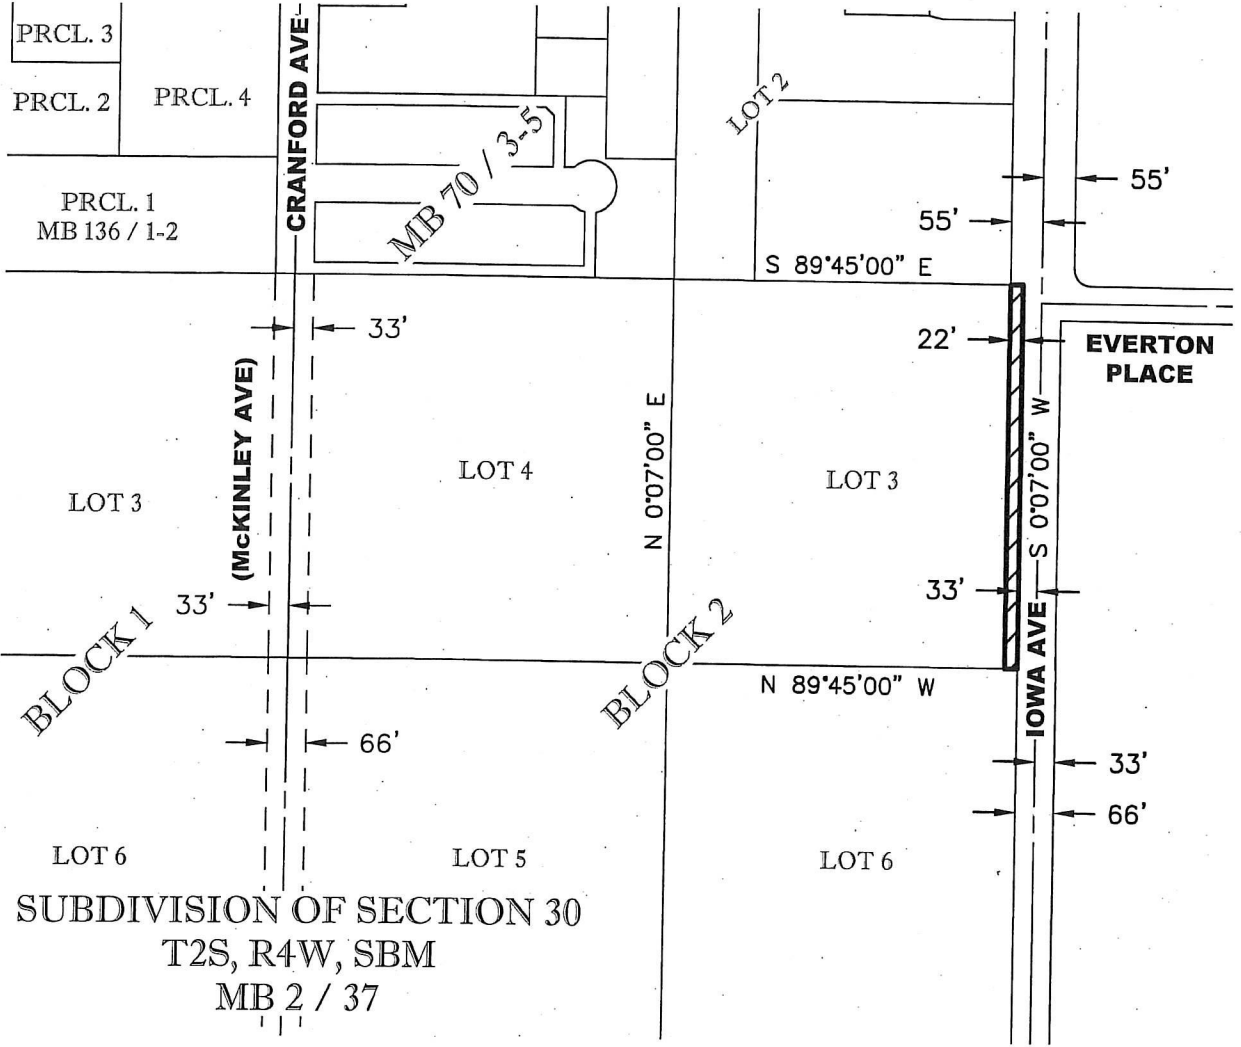 PRCL. 3
PRCL. 2
PRCL. 4
CRANFORD AVE
LOT 2
MB 70 / 3-5
PRCL. 1
MB 136 / 1-2
55'
55'
S 89°45'00" E
33'
22'
EVERTON
PLACE
(McKINLEY AVE)
N 0°07'00" E
S 0°07'00" W
LOT 3
LOT 4
LOT 3
33'
33'
BLOCK 1
BLOCK 2
IOWA AVE
N 89°45'00" W
66'
33'
66'
LOT 6
LOT 5
LOT 6
SUBDIVISION OF SECTION 30
T2S, R4W, SBM
MB 2 / 37